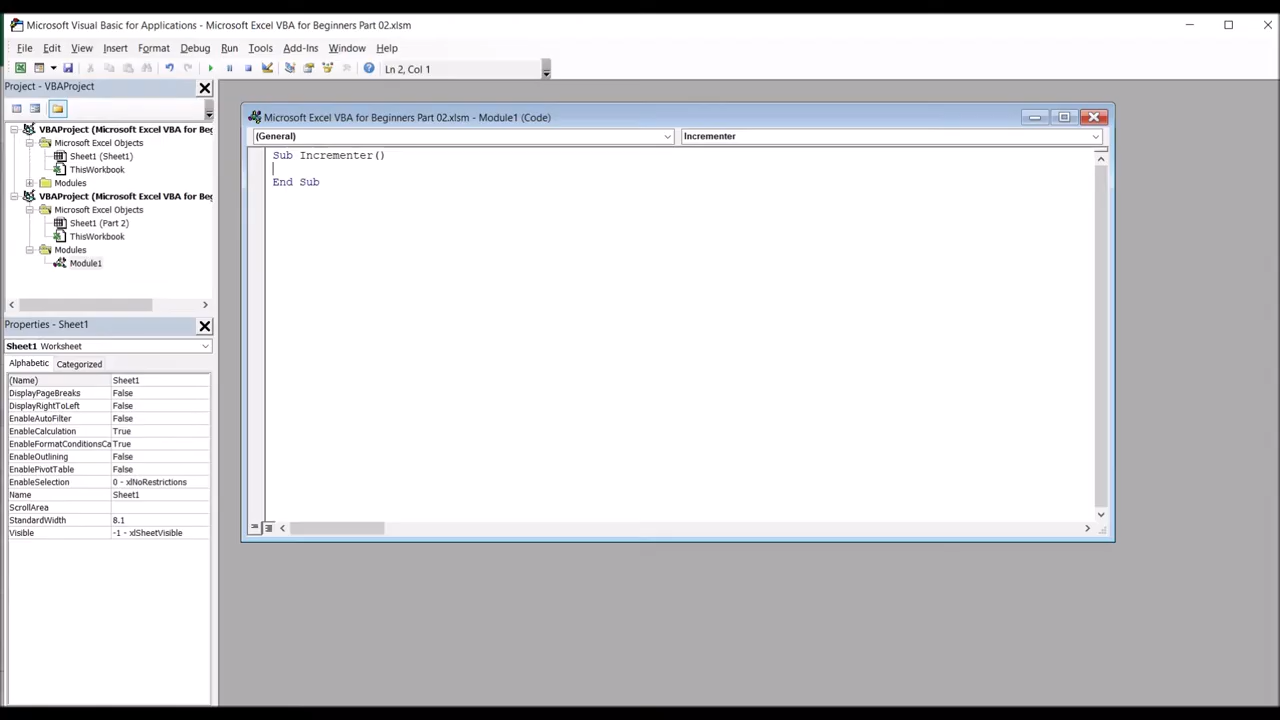 Microsoft Visual Basic for Applications - Microsoft Excel VBA for Beginners Part 02.xlsm
File Edit View Insert Format Debug Run Tools Add-Ins Window Help
Ln 2, Col 1
Project - VBAProject
VBAProject (Microsoft Excel VBA for Beg
Microsoft Excel Objects
Sheet1 (Sheet1)
ThisWorkbook
Modules
VBAProject (Microsoft Excel VBA for Beg
Microsoft Excel Objects
Sheet1 (Part 2)
ThisWorkbook
Modules
Module1
Properties - Sheet1
Sheet1 Worksheet
Alphabetic Categorized
(Name) Sheet1
DisplayPageBreaks False
DisplayRightToLeft False
EnableAutoFilter False
EnableCalculation True
EnableFormatConditionsCa True
EnableOutlining False
EnablePivotTable False
EnableSelection 0 - xlNoRestrictions
Name Sheet1
ScrollArea
StandardWidth 8.1
Visible -1 - xlSheetVisible
Microsoft Excel VBA for Beginners Part 02.xlsm - Module1 (Code)
(General) Incrementer
Sub Incrementer()
End Sub